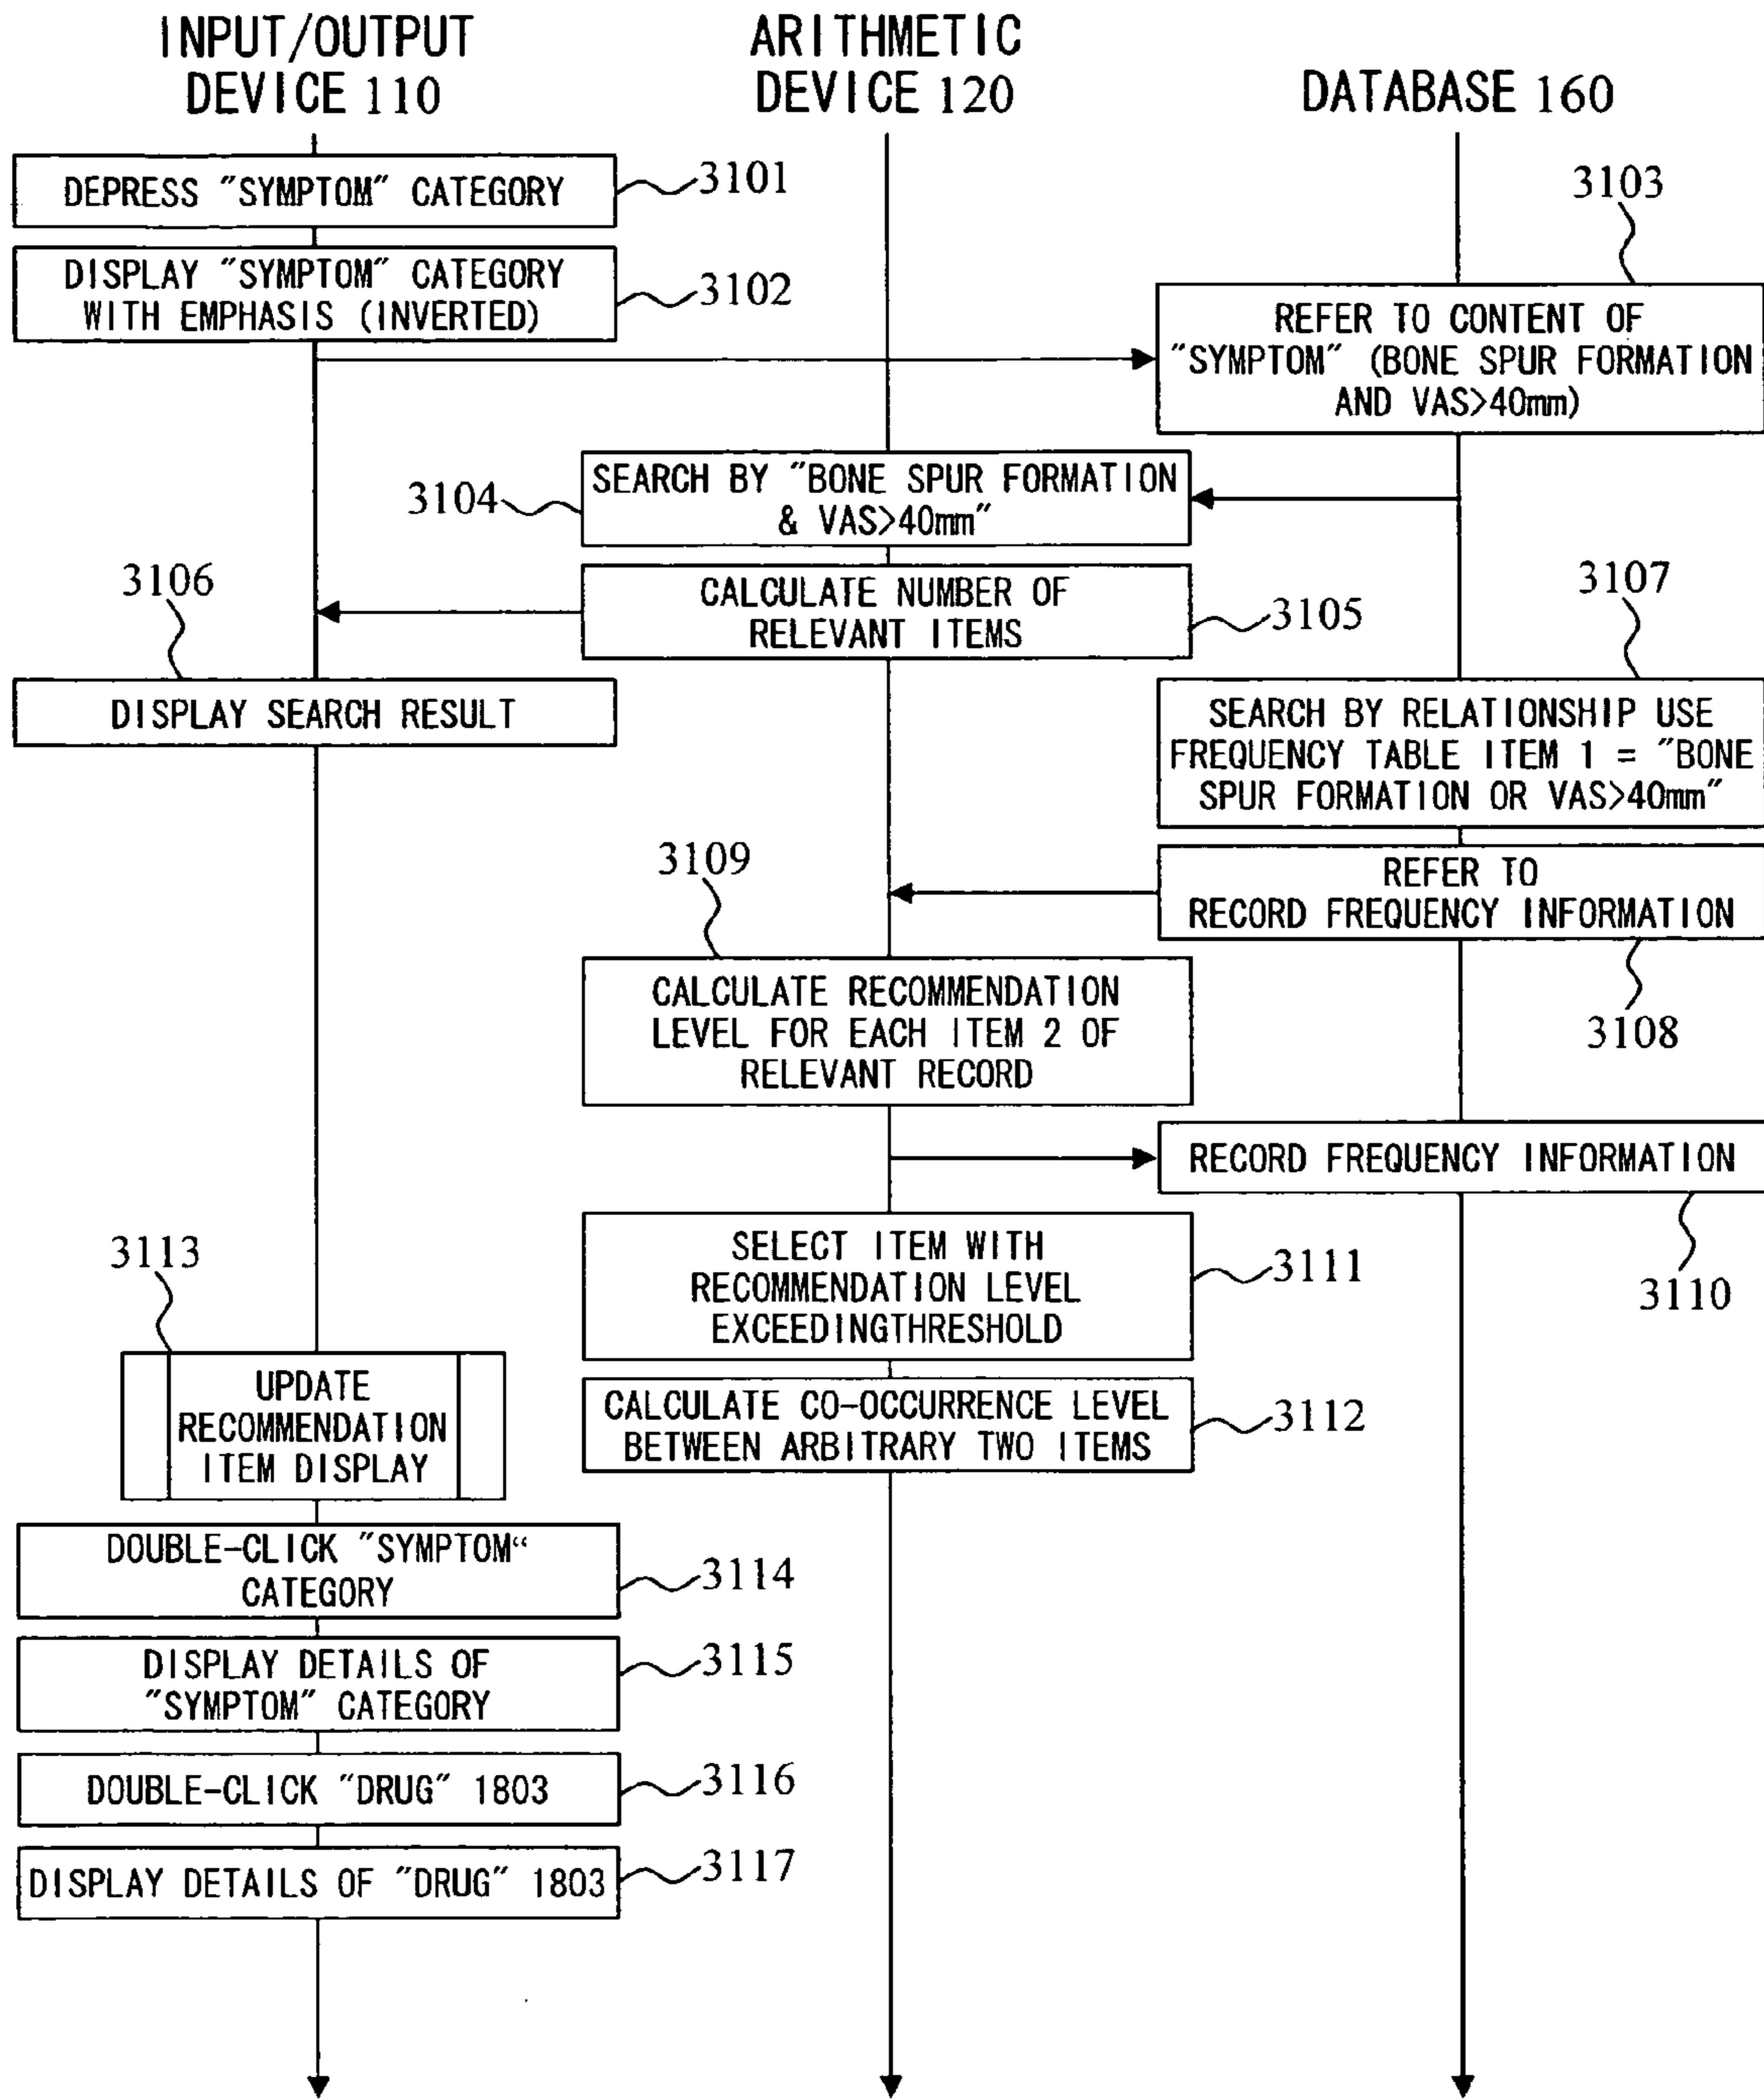 INPUT/OUTPUT
DEVICE 110
ARITHMETIC
DEVICE 120
DATABASE 160
DEPRESS "SYMPTOM" CATEGORY
3101
DISPLAY "SYMPTOM" CATEGORY
WITH EMPHASIS (INVERTED)
3102
3103
REFER TO CONTENT OF
"SYMPTOM" (BONE SPUR FORMATION
AND VAS>40mm)
3104
SEARCH BY "BONE SPUR FORMATION
& VAS>40mm"
CALCULATE NUMBER OF
RELEVANT ITEMS
3105
3106
DISPLAY SEARCH RESULT
3107
SEARCH BY RELATIONSHIP USE
FREQUENCY TABLE ITEM 1 = "BONE
SPUR FORMATION OR VAS>40mm"
REFER TO
RECORD FREQUENCY INFORMATION
3108
3109
CALCULATE RECOMMENDATION
LEVEL FOR EACH ITEM 2 OF
RELEVANT RECORD
RECORD FREQUENCY INFORMATION
3110
SELECT ITEM WITH
RECOMMENDATION LEVEL
EXCEEDINGTHRESHOLD
3111
CALCULATE CO-OCCURRENCE LEVEL
BETWEEN ARBITRARY TWO ITEMS
3112
3113
UPDATE
RECOMMENDATION
ITEM DISPLAY
DOUBLE-CLICK "SYMPTOM“
CATEGORY
3114
DISPLAY DETAILS OF
"SYMPTOM" CATEGORY
3115
DOUBLE-CLICK "DRUG" 1803
3116
DISPLAY DETAILS OF "DRUG" 1803
3117